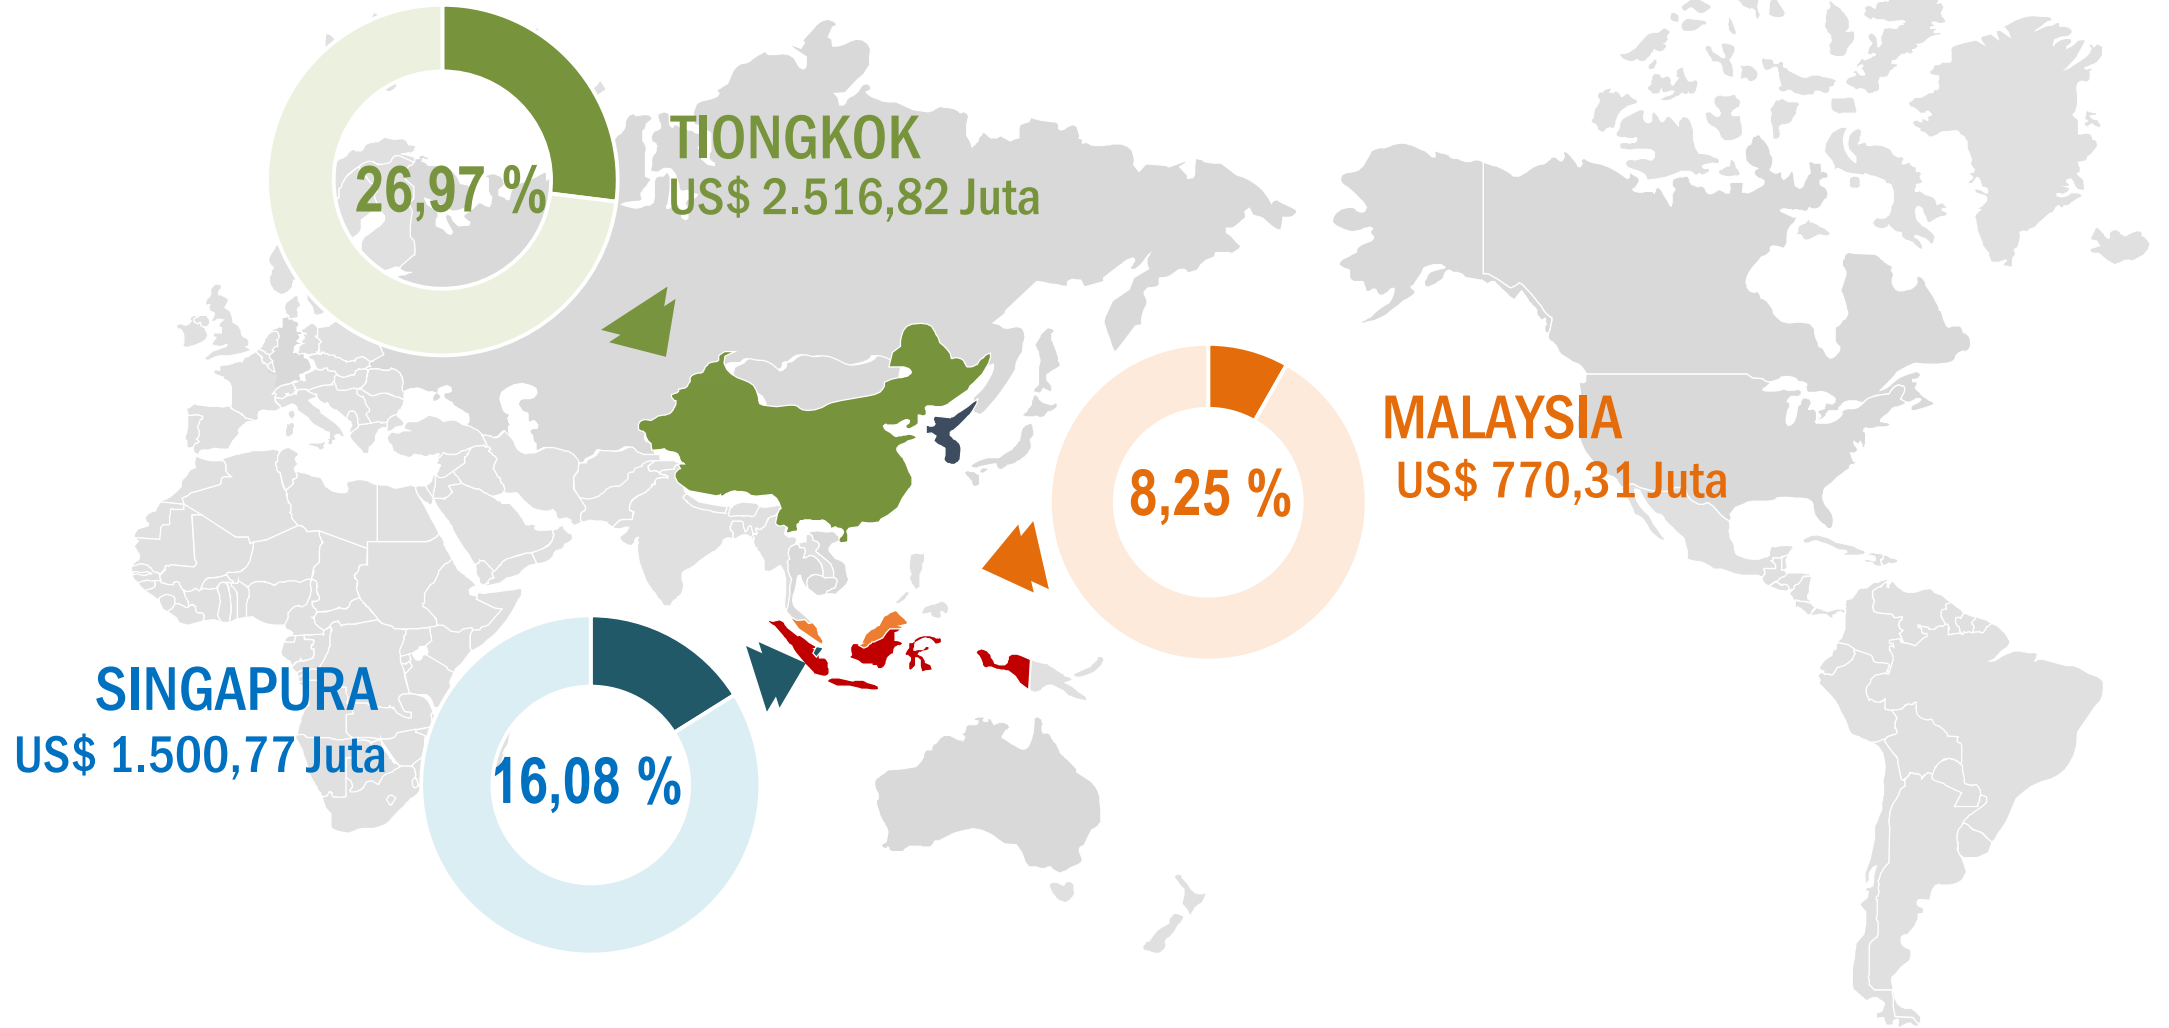 26,97 %
TIONGKOK
US$ 2.516,82 Juta
8,25 %
MALAYSIA
US$ 770,31 Juta
SINGAPURA
US$ 1.500,77 Juta
16,08 %